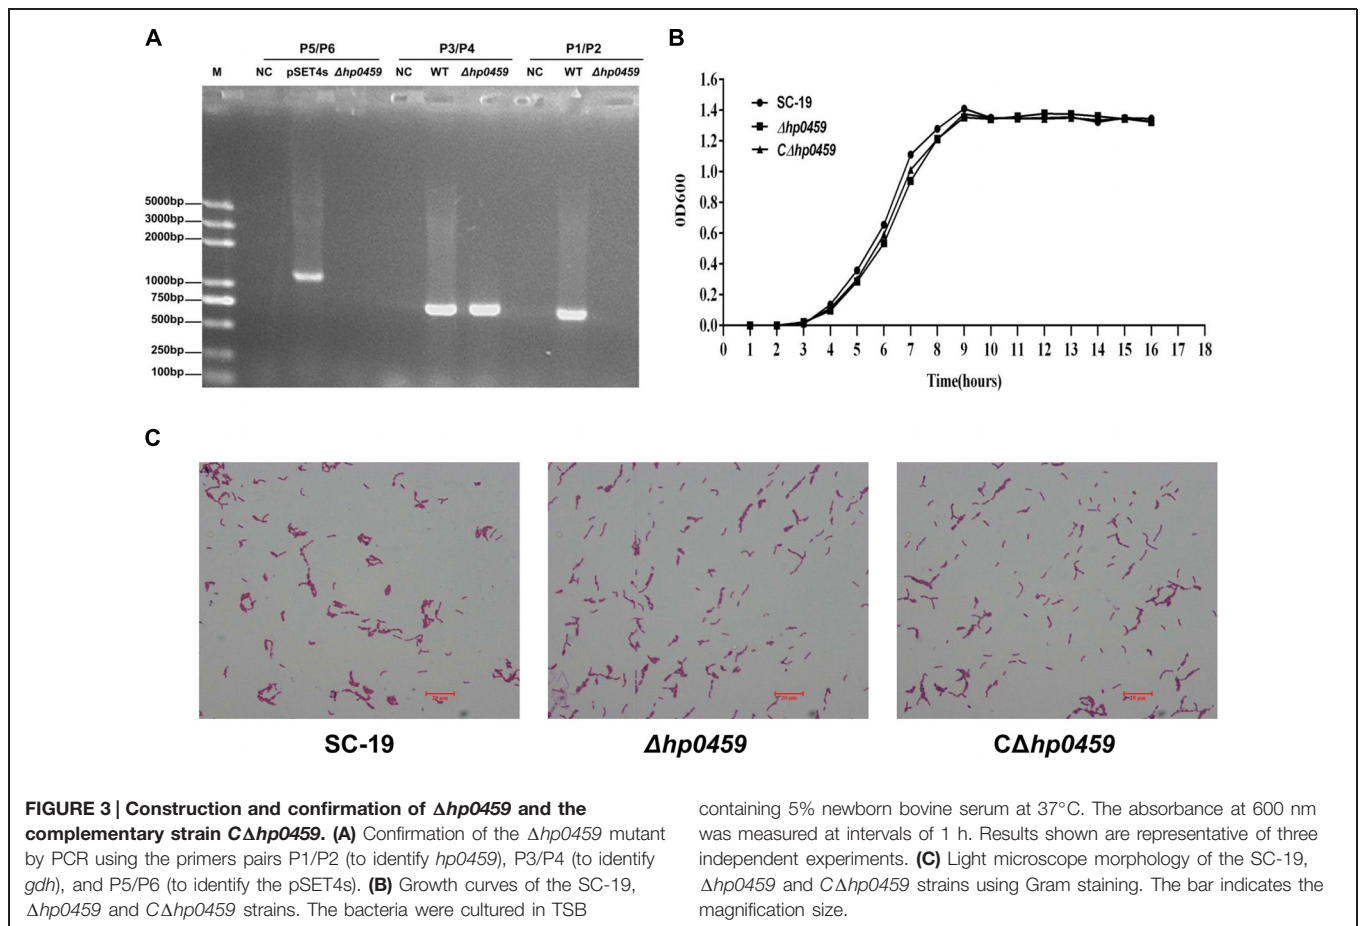 A
P5/P6 P3/P4 P1/P2
M NC pSET4s Δhp0459 NC WT Δhp0459 NC WT Δhp0459
5000bp
3000bp
2000bp
1000bp
750bp
500bp
250bp
100bp
B
1.6
1.4
1.2
1.0
0.8
0.6
0.4
0.2
0.0
OD600
SC-19
Δhp0459
CΔhp0459
0 1 2 3 4 5 6 7 8 9 10 11 12 13 14 15 16 17 18
Time(hours)
C
20 μm 20 μm 20 μm
SC-19 Δhp0459 CΔhp0459
FIGURE 3 | Construction and confirmation of Δhp0459 and the
complementary strain CΔhp0459. (A) Confirmation of the Δhp0459 mutant
by PCR using the primers pairs P1/P2 (to identify hp0459), P3/P4 (to identify
gdh), and P5/P6 (to identify the pSET4s). (B) Growth curves of the SC-19,
Δhp0459 and CΔhp0459 strains. The bacteria were cultured in TSB
containing 5% newborn bovine serum at 37°C. The absorbance at 600 nm
was measured at intervals of 1 h. Results shown are representative of three
independent experiments. (C) Light microscope morphology of the SC-19,
Δhp0459 and CΔhp0459 strains using Gram staining. The bar indicates the
magnification size.